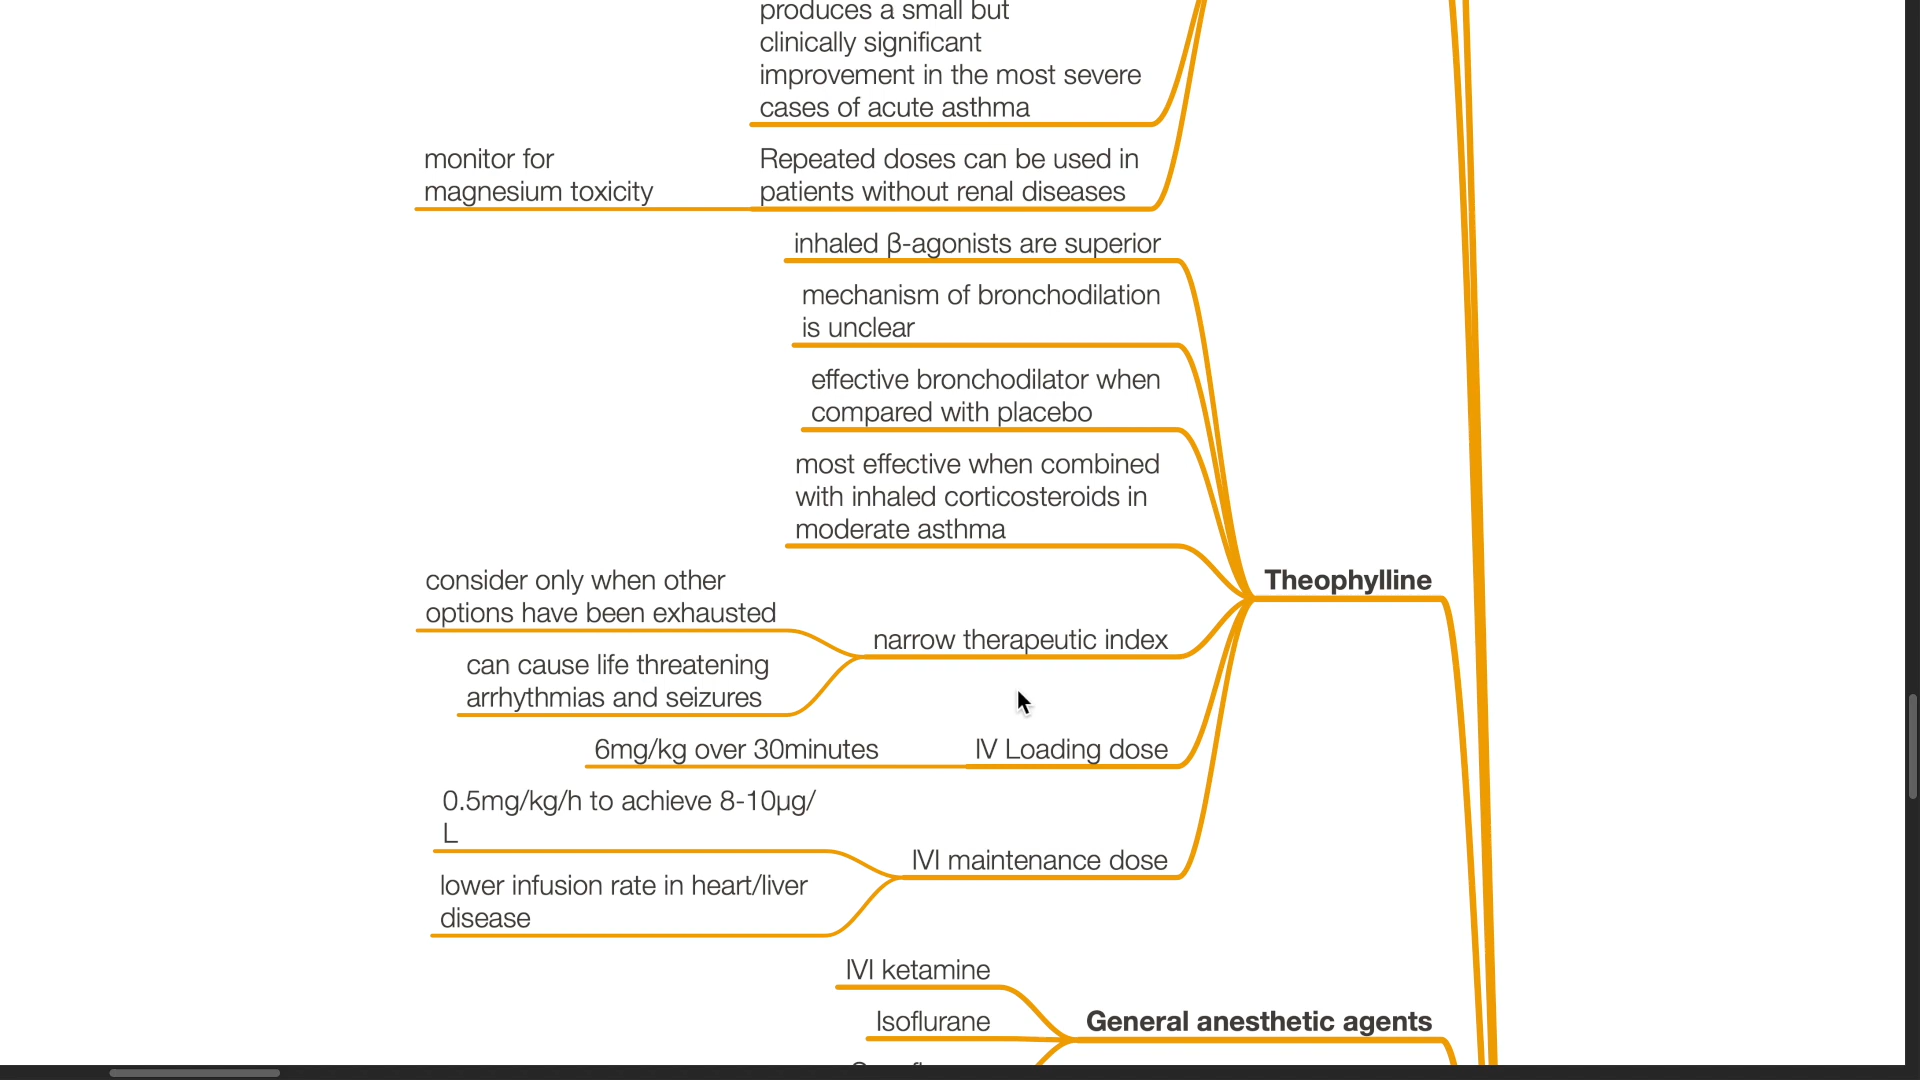 produces a small but
clinically significant
improvement in the most severe
cases of acute asthma
monitor for
magnesium toxicity
Repeated doses can be used in
patients without renal diseases
inhaled β-agonists are superior
mechanism of bronchodilation
is unclear
effective bronchodilator when
compared with placebo
most effective when combined
with inhaled corticosteroids in
moderate asthma
Theophylline
consider only when other
options have been exhausted
narrow therapeutic index
can cause life threatening
arrhythmias and seizures
6mg/kg over 30minutes
IV Loading dose
0.5mg/kg/h to achieve 8-10µg/
L
IVI maintenance dose
lower infusion rate in heart/liver
disease
IVI ketamine
Isoflurane
General anesthetic agents